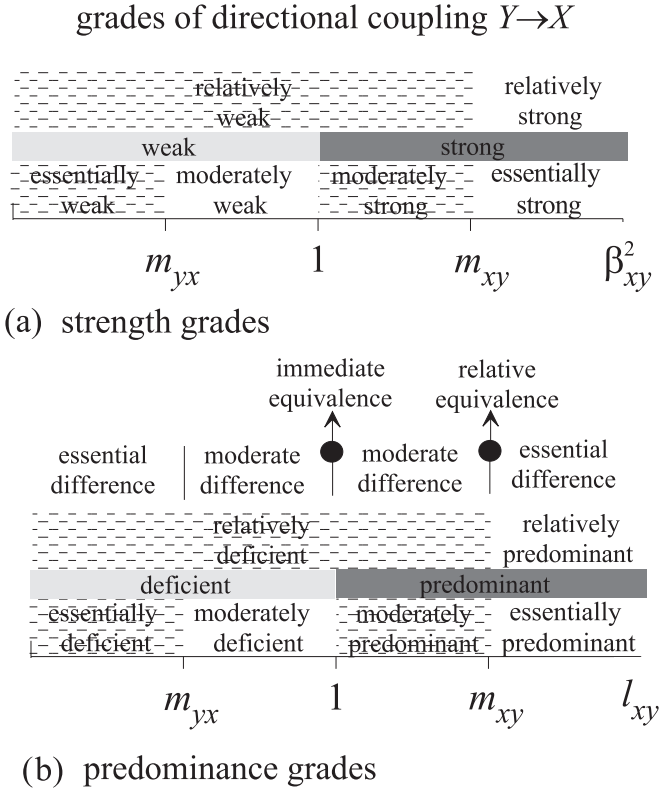 grades of directional coupling Y→X
relatively
weak
relatively
strong
weak
strong
essentially
weak
moderately
weak
moderately
strong
essentially
strong
m_yx
1
m_xy
β²_xy
(a) strength grades
immediate
equivalence
relative
equivalence
essential
difference
moderate
difference
moderate
difference
essential
difference
relatively
deficient
relatively
predominant
deficient
predominant
essentially
deficient
moderately
deficient
moderately
predominant
essentially
predominant
m_yx
1
m_xy
l_xy
(b) predominance grades